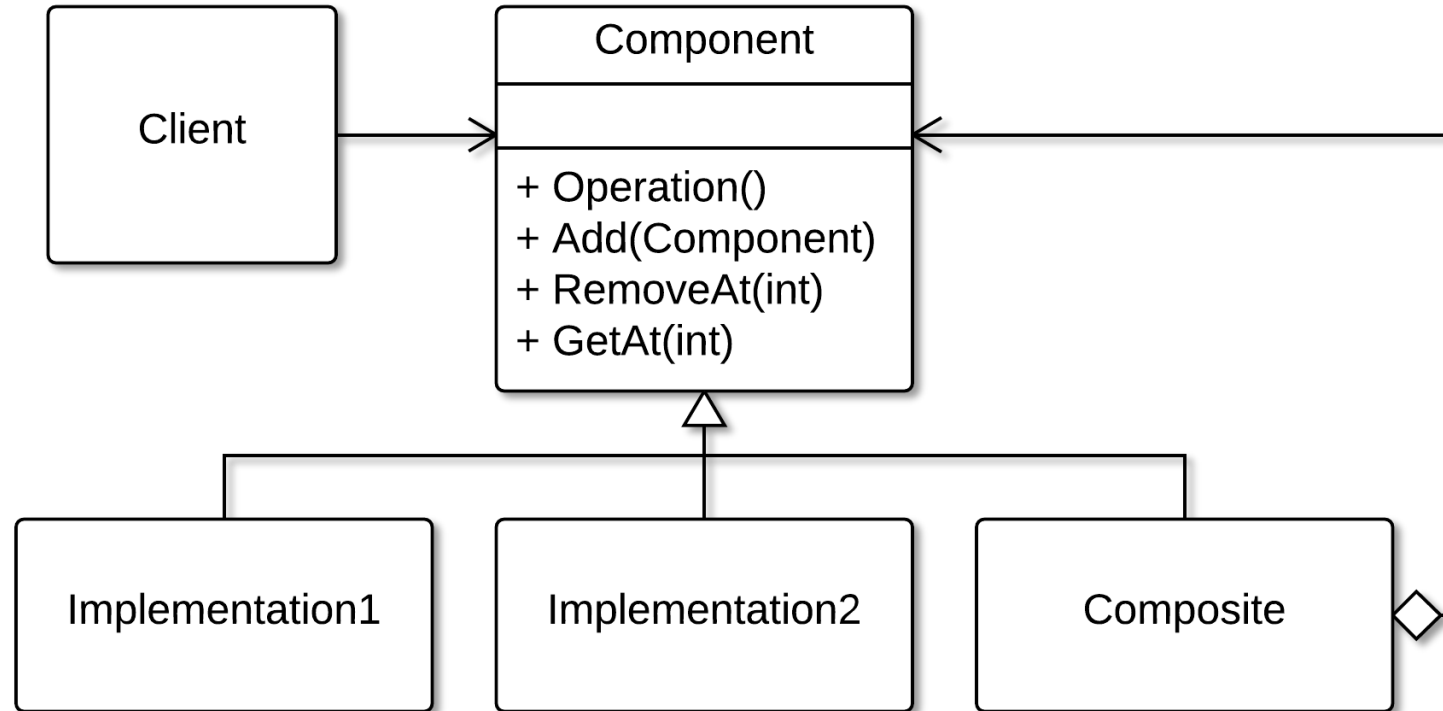 Client
Component
+ Operation()
+ Add(Component)
+ RemoveAt(int)
+ GetAt(int)
Implementation1
Implementation2
Composite